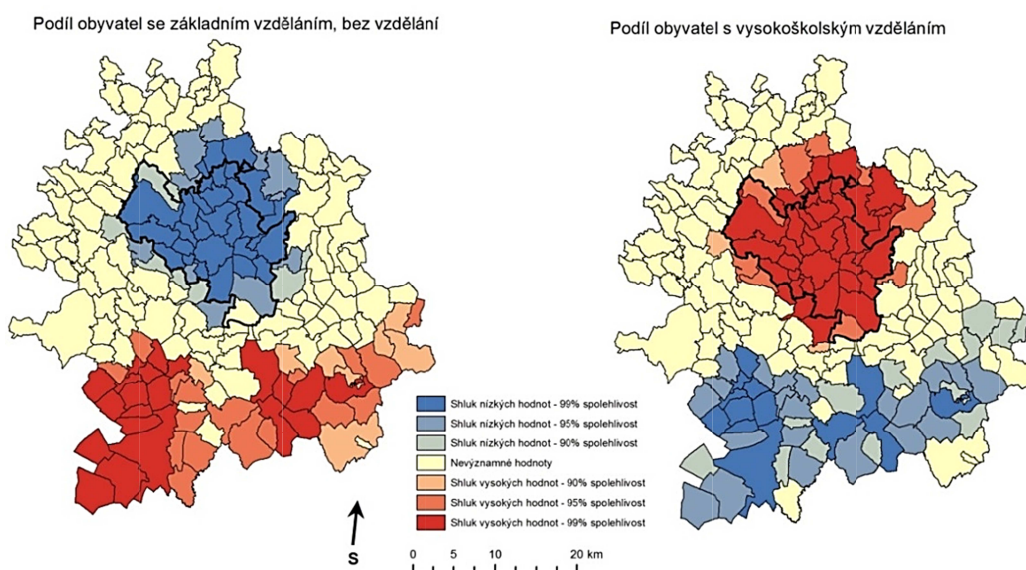 Podíl obyvatel se základním vzděláním, bez vzdělání
Podíl obyvatel s vysokoškolským vzděláním
Shluk nízkých hodnot - 99% spolehlivost
Shluk nízkých hodnot - 95% spolehlivost
Shluk nízkých hodnot - 90% spolehlivost
Nevýznamné hodnoty
Shluk vysokých hodnot - 90% spolehlivost
Shluk vysokých hodnot - 95% spolehlivost
Shluk vysokých hodnot - 99% spolehlivost
S
0 5 10 20 km